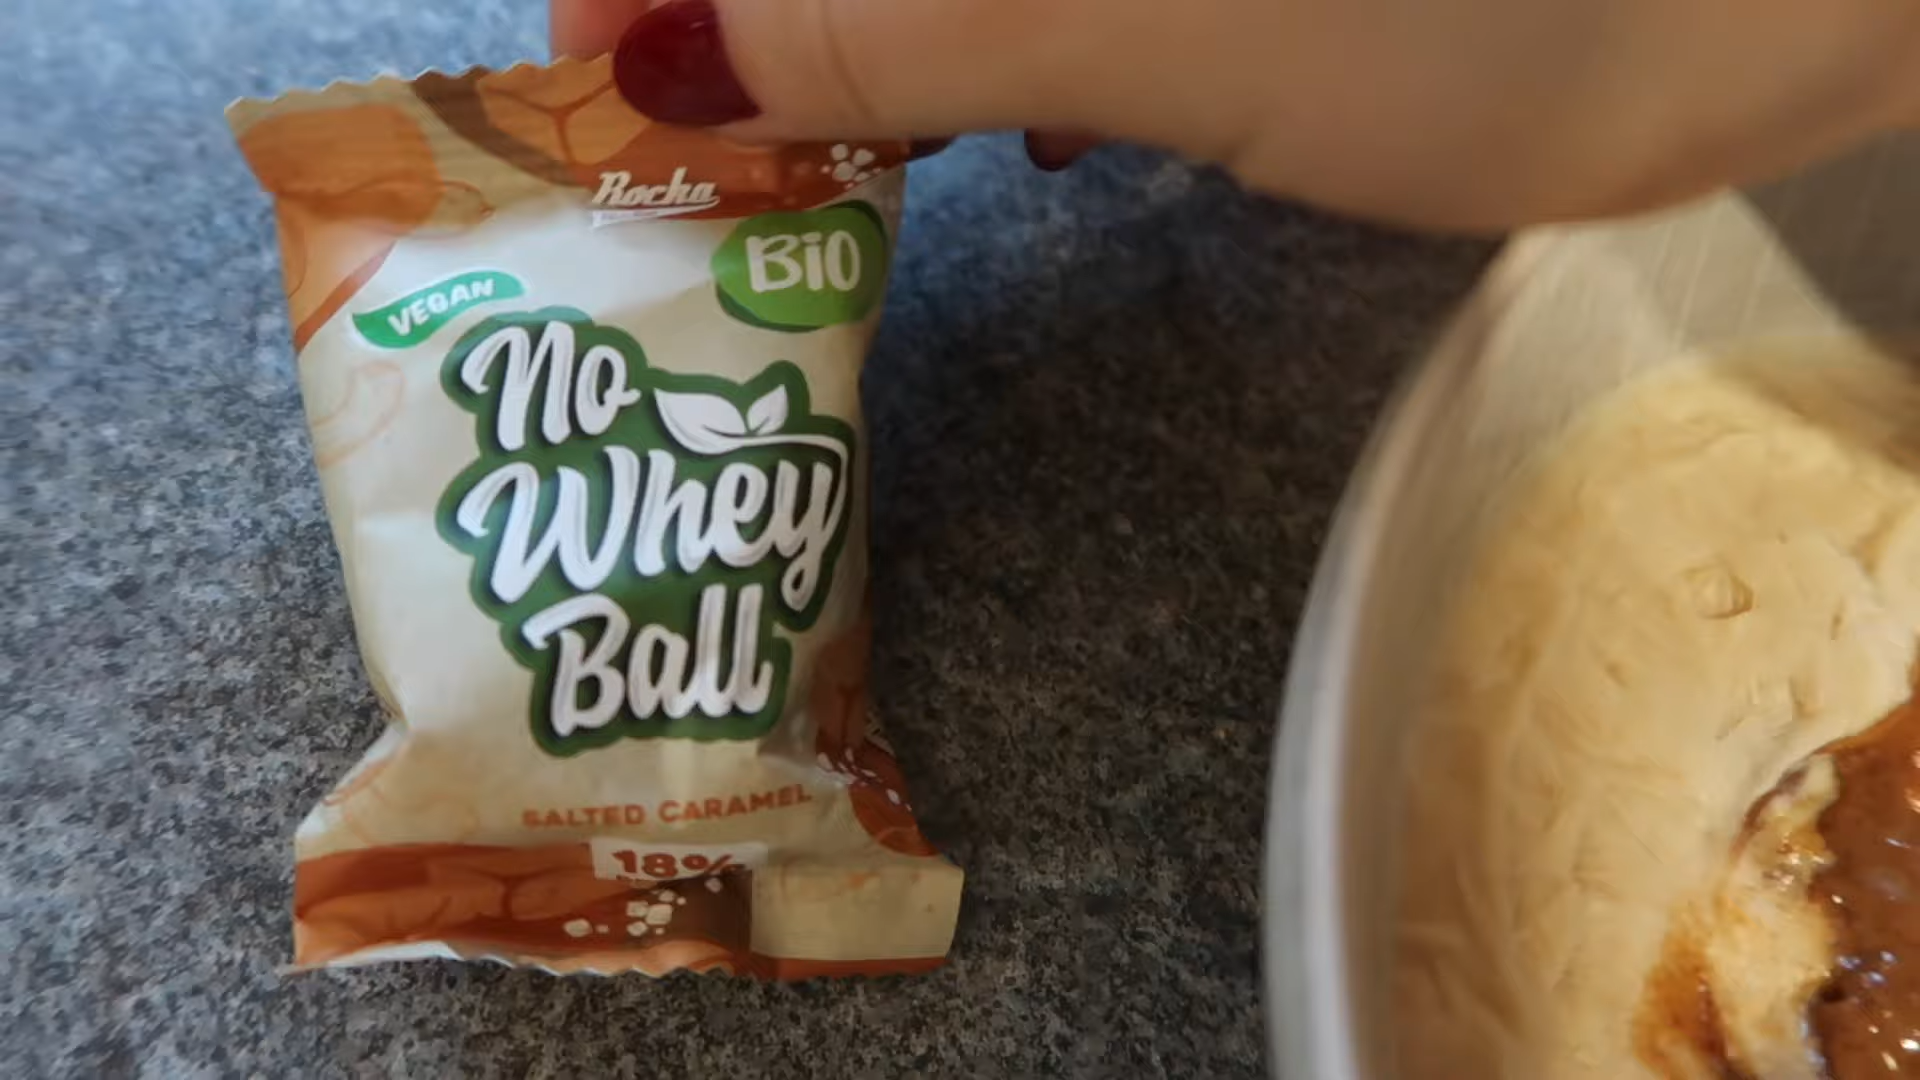 Rocka
BiO
VEGAN
No
Whey
Ball
SALTED CARAMEL
18%